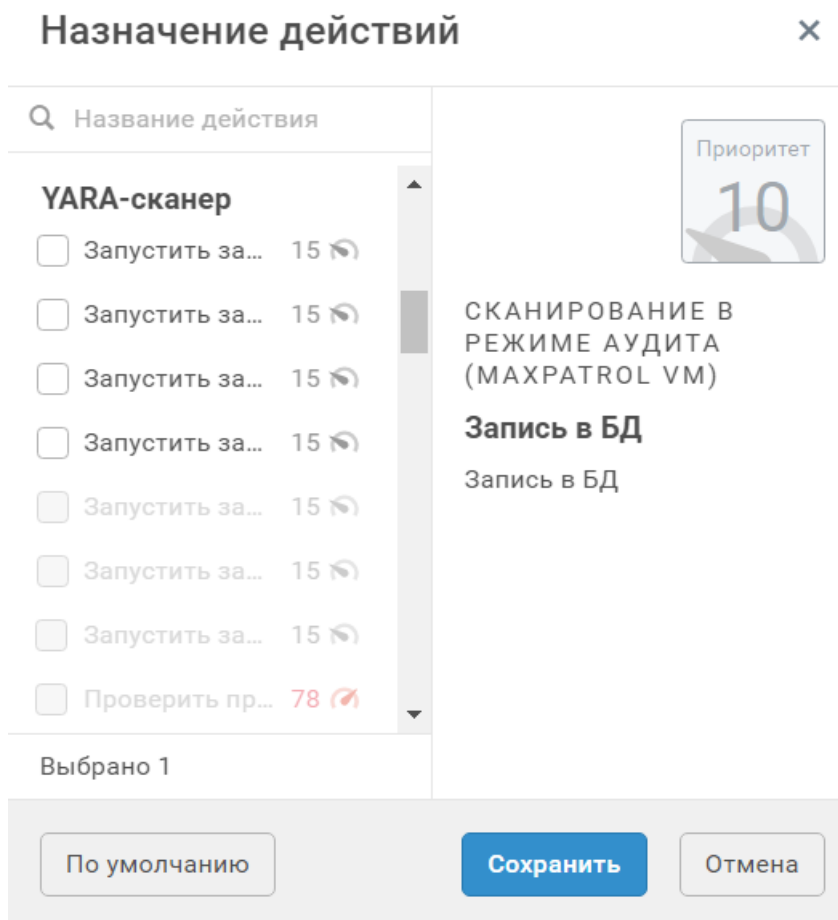 Назначение действий
Название действия
YARA-сканер
Запустить за... 15
Запустить за... 15
Запустить за... 15
Запустить за... 15
Запустить за... 15
Запустить за... 15
Запустить за... 15
Проверить пр... 78
Выбрано 1
Приоритет
10
СКАНИРОВАНИЕ В
РЕЖИМЕ АУДИТА
(MAXPATROL VM)
Запись в БД
Запись в БД
По умолчанию
Сохранить
Отмена